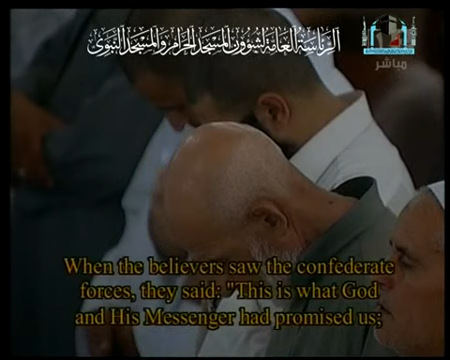 الرئاسة العامة لشؤون المسجد الحرام والمسجد النبوي
مباشر
When the believers saw the confederate
forces, they said: "This is what God
and His Messenger had promised us;